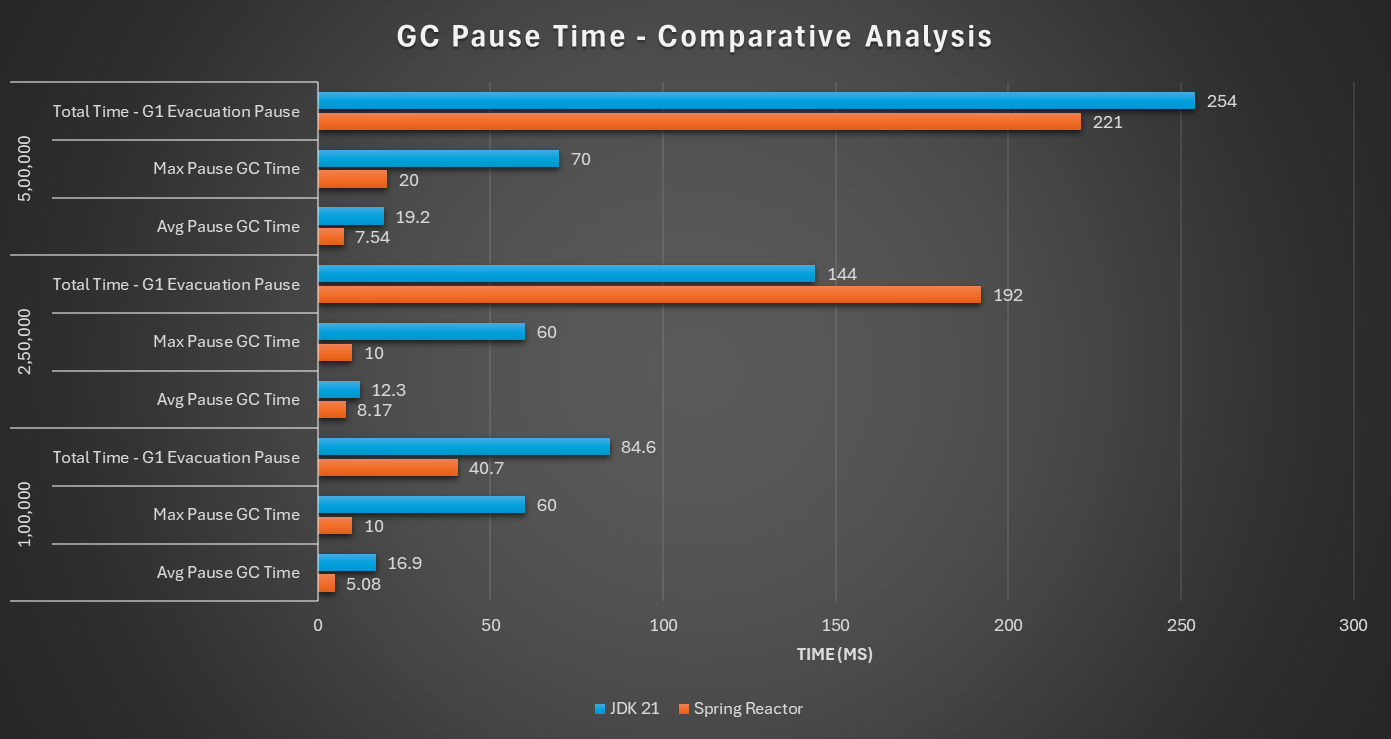 GC Pause Time - Comparative Analysis
5,00,000
Total Time - G1 Evacuation Pause
254
221
Max Pause GC Time
70
20
Avg Pause GC Time
19.2
7.54
2,50,000
Total Time - G1 Evacuation Pause
144
192
Max Pause GC Time
60
10
Avg Pause GC Time
12.3
8.17
1,00,000
Total Time - G1 Evacuation Pause
84.6
40.7
Max Pause GC Time
60
10
Avg Pause GC Time
16.9
5.08
0 50 100 150 200 250 300
TIME (MS)
JDK 21 Spring Reactor